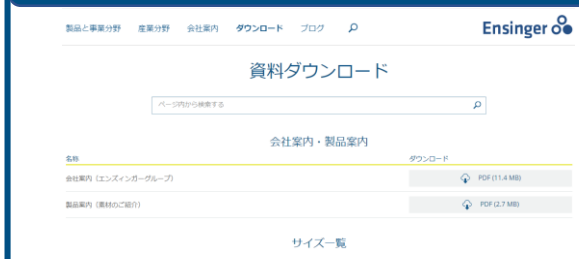 製品と事業分野 産業分野 会社案内 ダウンロード ブログ Ensinger
資料ダウンロード
ページ内から検索する
会社案内・製品案内
名称 ダウンロード
会社案内（エンズィンガーグループ） PDF (11.4 MB)
製品案内（素材のご紹介） PDF (2.7 MB)
サイズ一覧